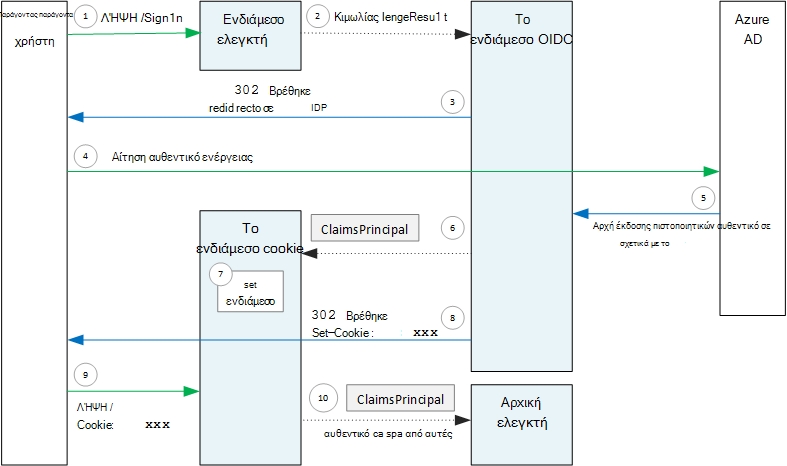 Παράγοντας παράγοντα
χρήστη
1 ΛΉΨΗ /Sign1n
Ενδιάμεσο
ελεγκτή
2 Κιμωλίας lengeResu1 t
Το
ενδιάμεσο OIDC
Azure
AD
302 Βρέθηκε
redid recto σε IDP
3
4 Αίτηση αυθεντικό ενέργειας
5
Αρχή έκδοσης πιστοποιητικών αυθεντικό σε
σχετικά με το
Το
ενδιάμεσο cookie
ClaimsPrincipal
6
7
set
ενδιάμεσο
302 Βρέθηκε
8
Set-Cookie: xxx
9
ΛΉΨΗ /
Cookie: xxx
10 ClaimsPrincipal
αυθεντικό ca spa από αυτές
Αρχική
ελεγκτή